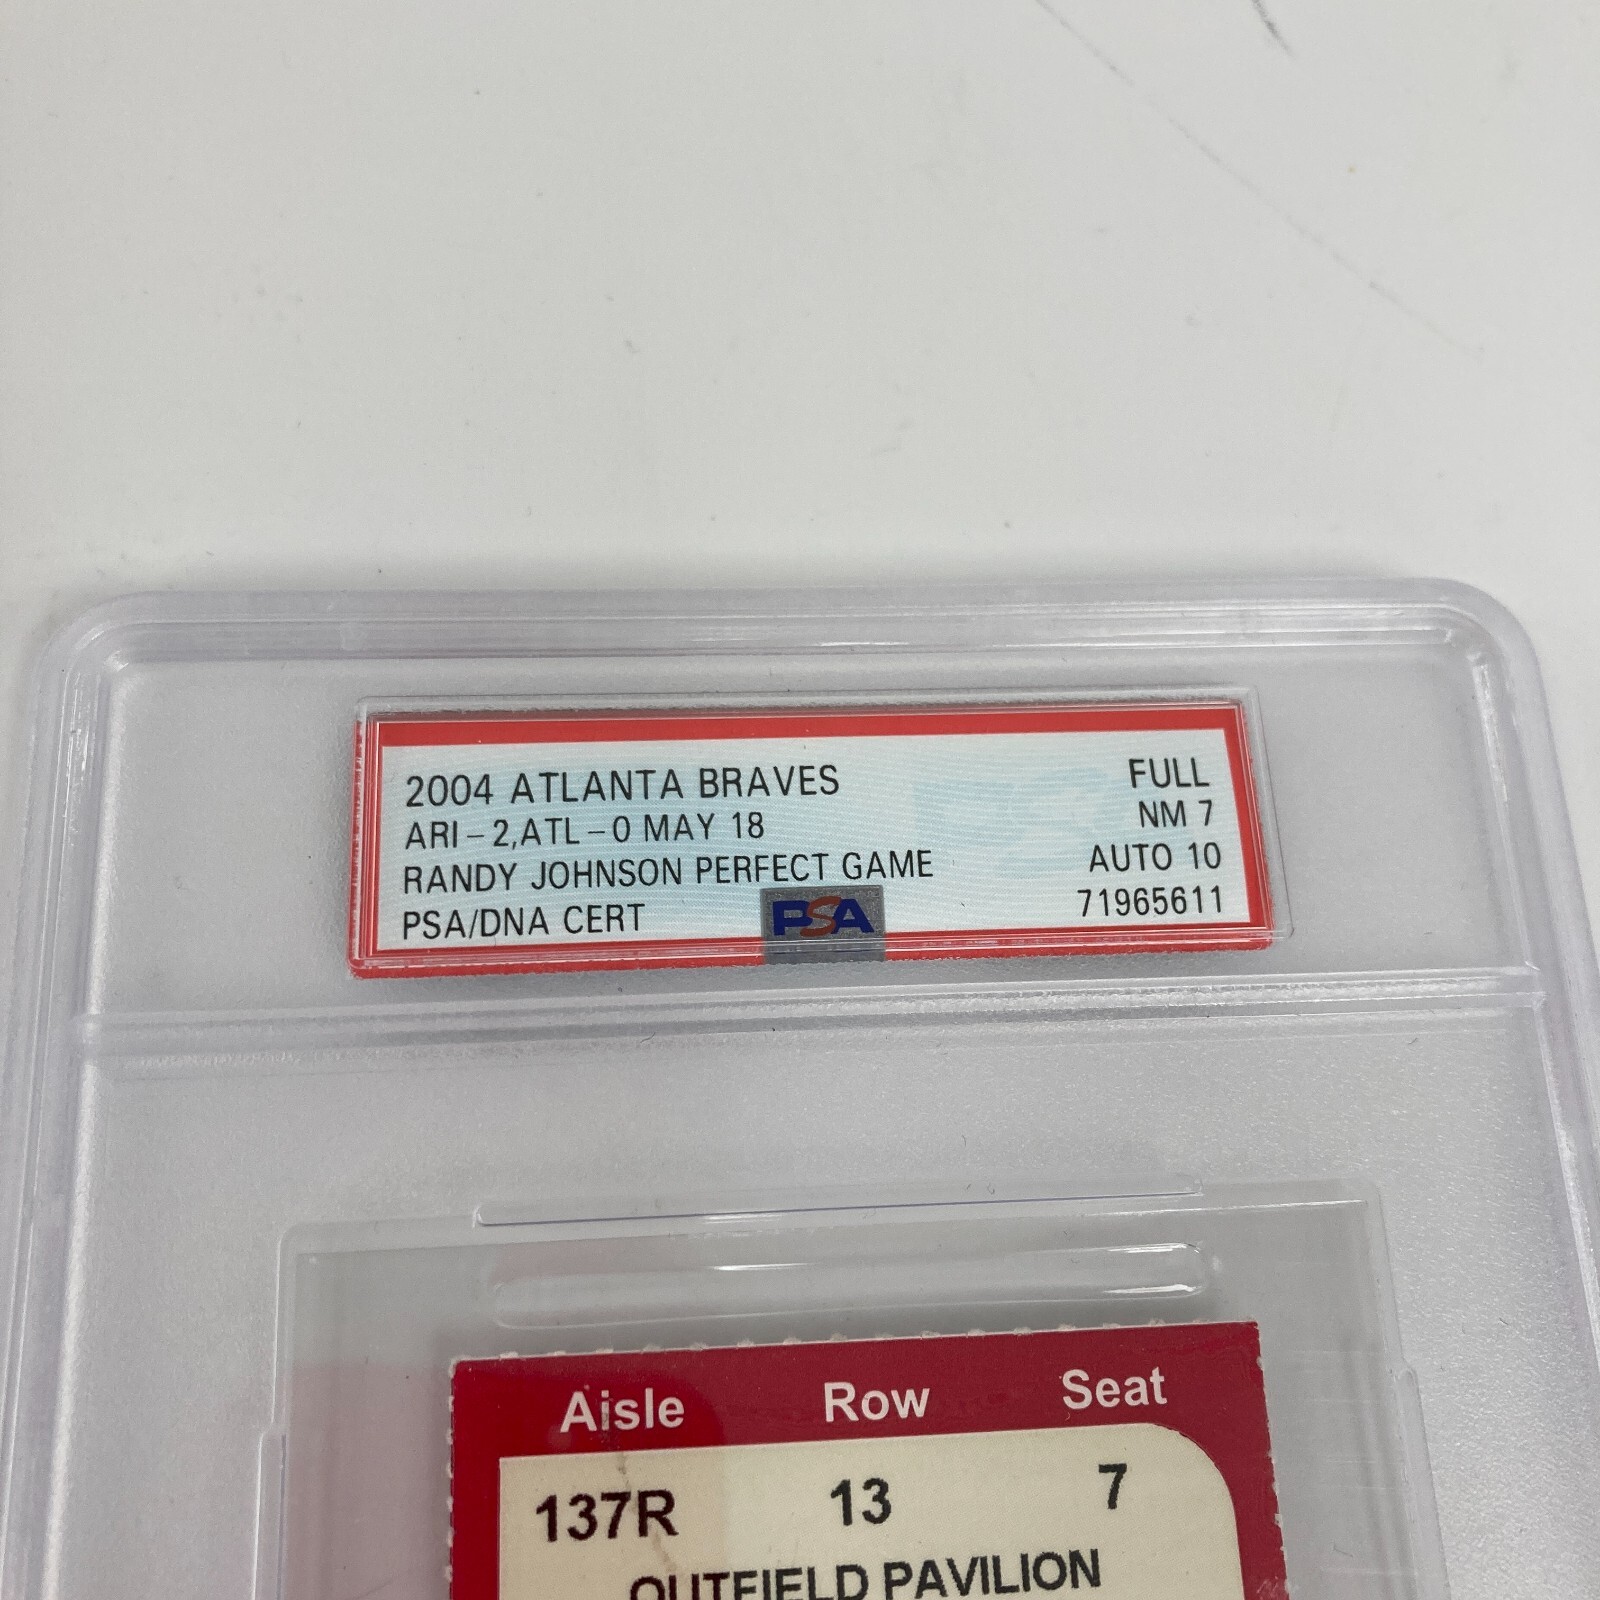 2004 ATLANTA BRAVES FULL
ARI-2,ATL-0 MAY 18 NM 7
RANDY JOHNSON PERFECT GAME AUTO 10
PSA/DNA CERT PSA 71965611
Aisle Row Seat
137R 13 7
OUTFIELD PAVILION